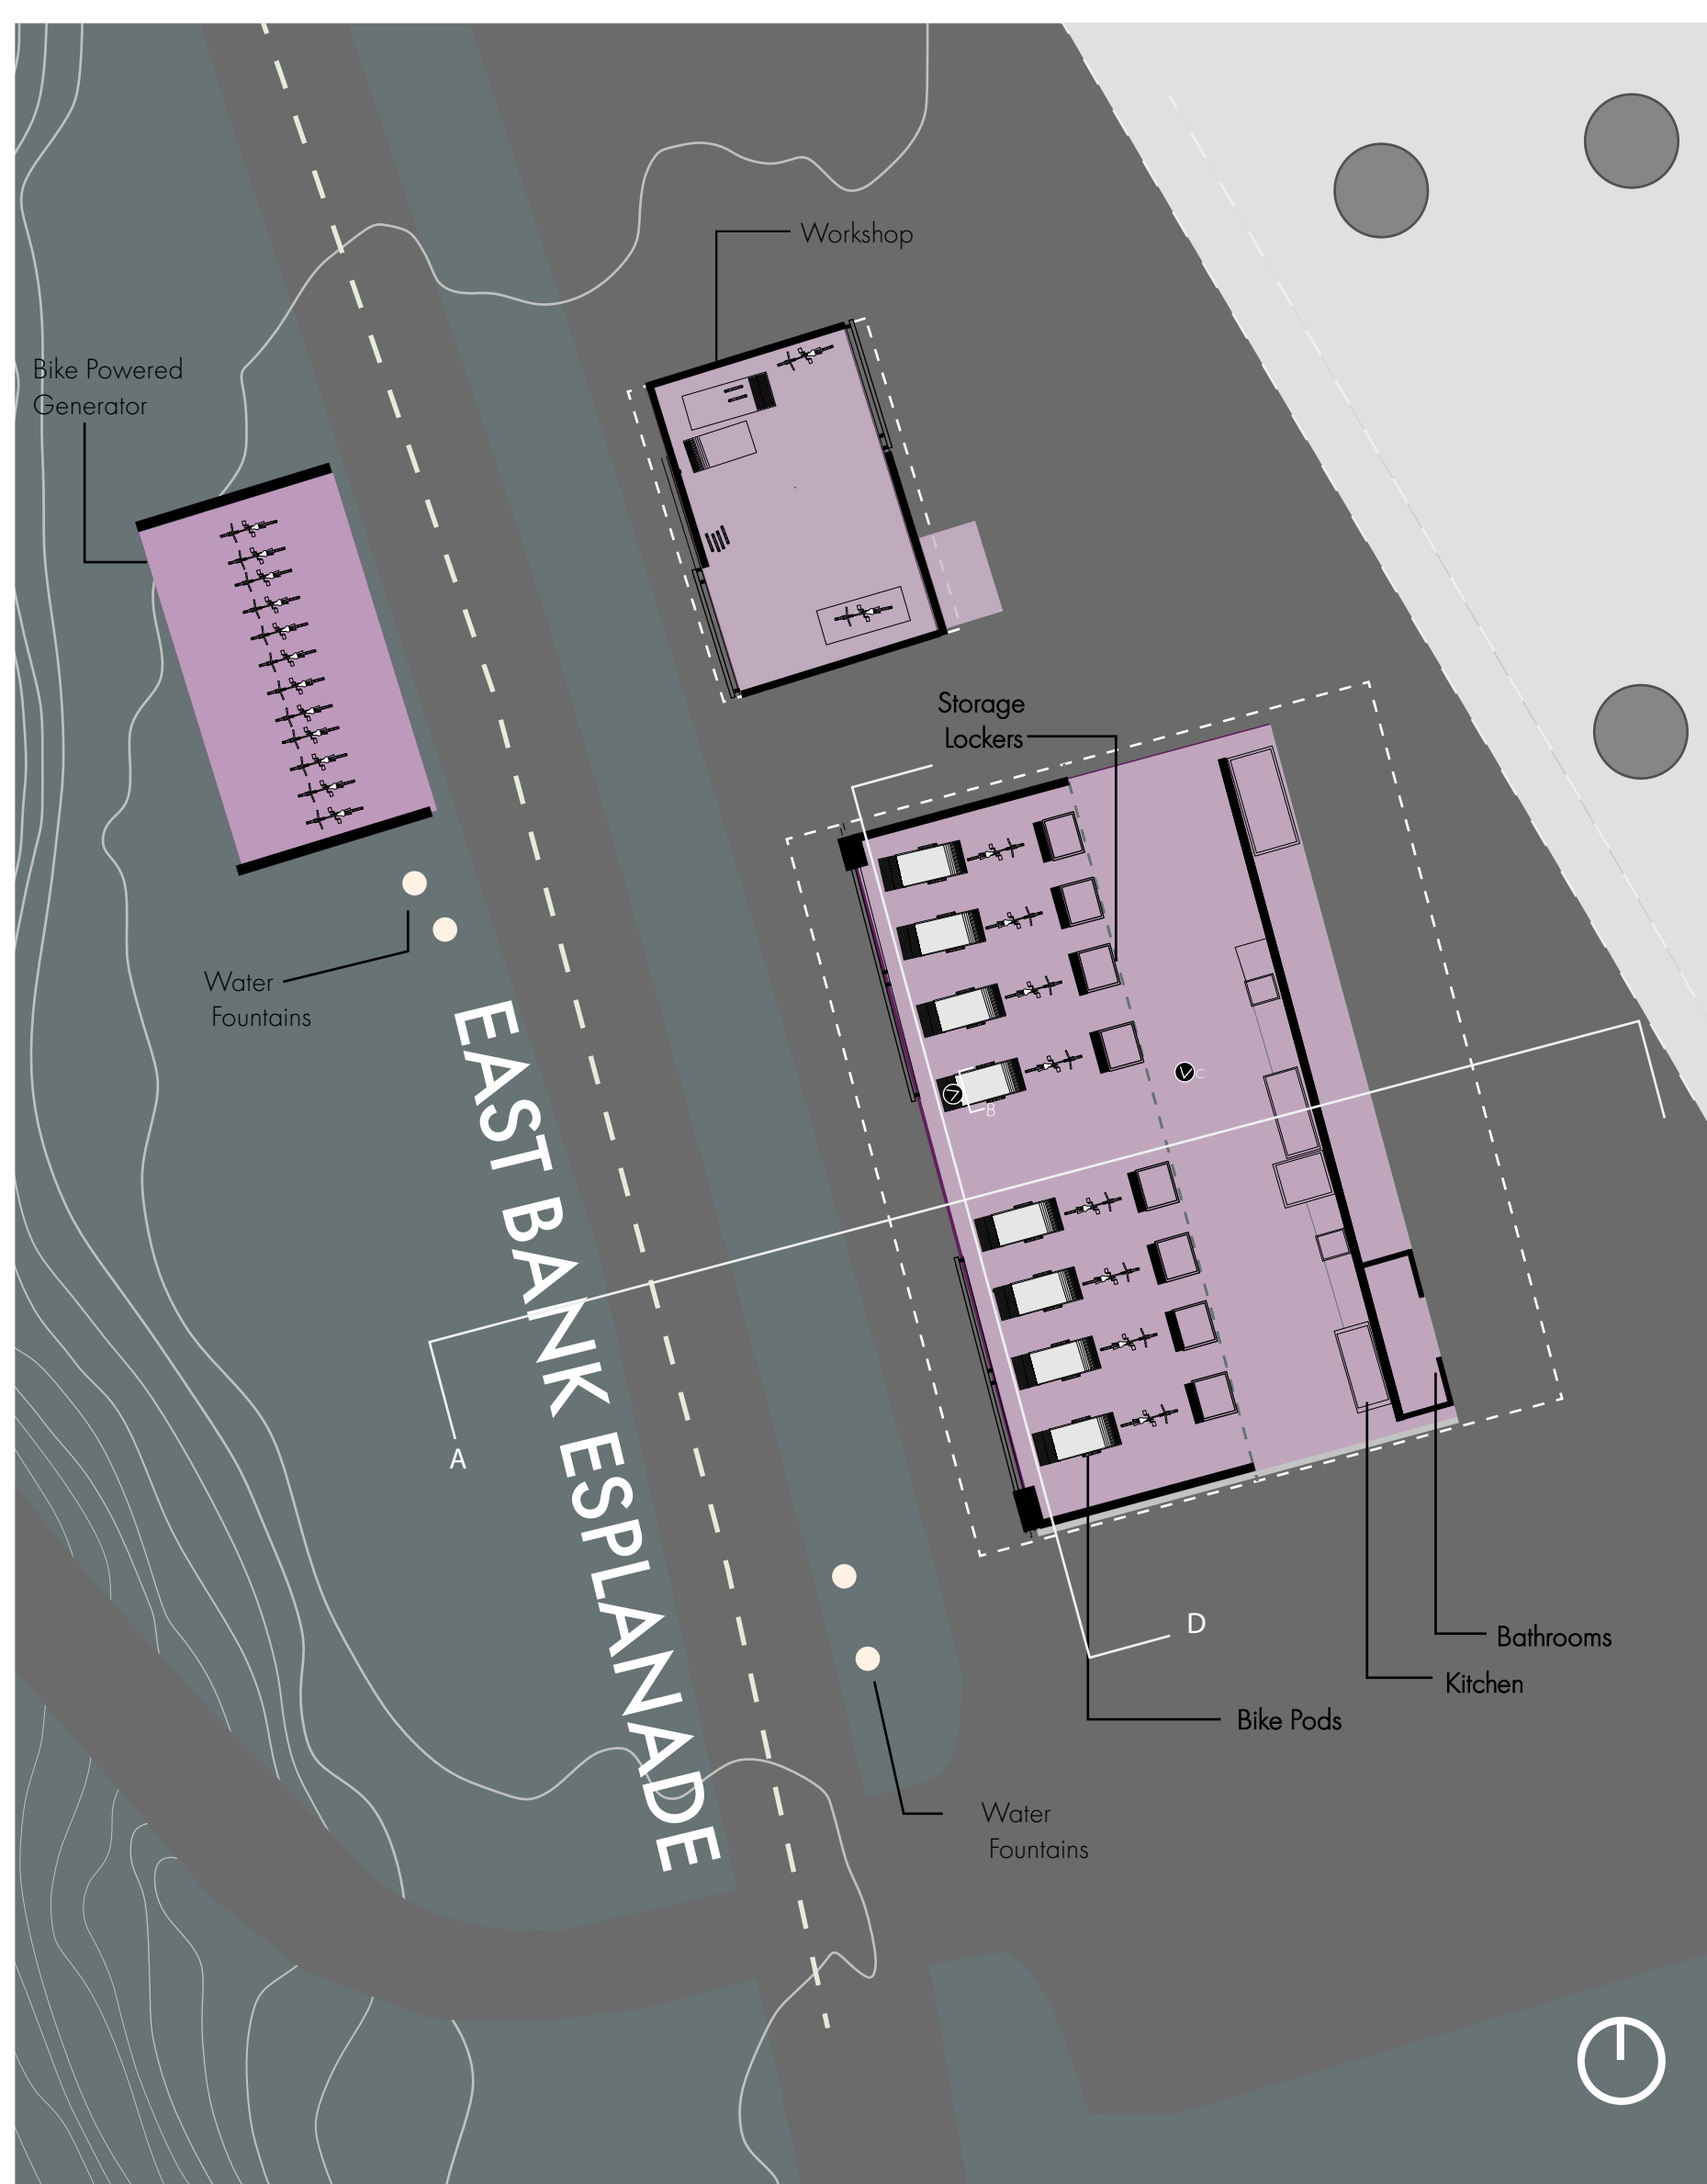 Workshop
Bike Powered
Generator
Storage
Lockers
Water
Fountains
EAST BANK ESPLANADE
C
B
A
D
Bathrooms
Kitchen
Bike Pods
Water
Fountains